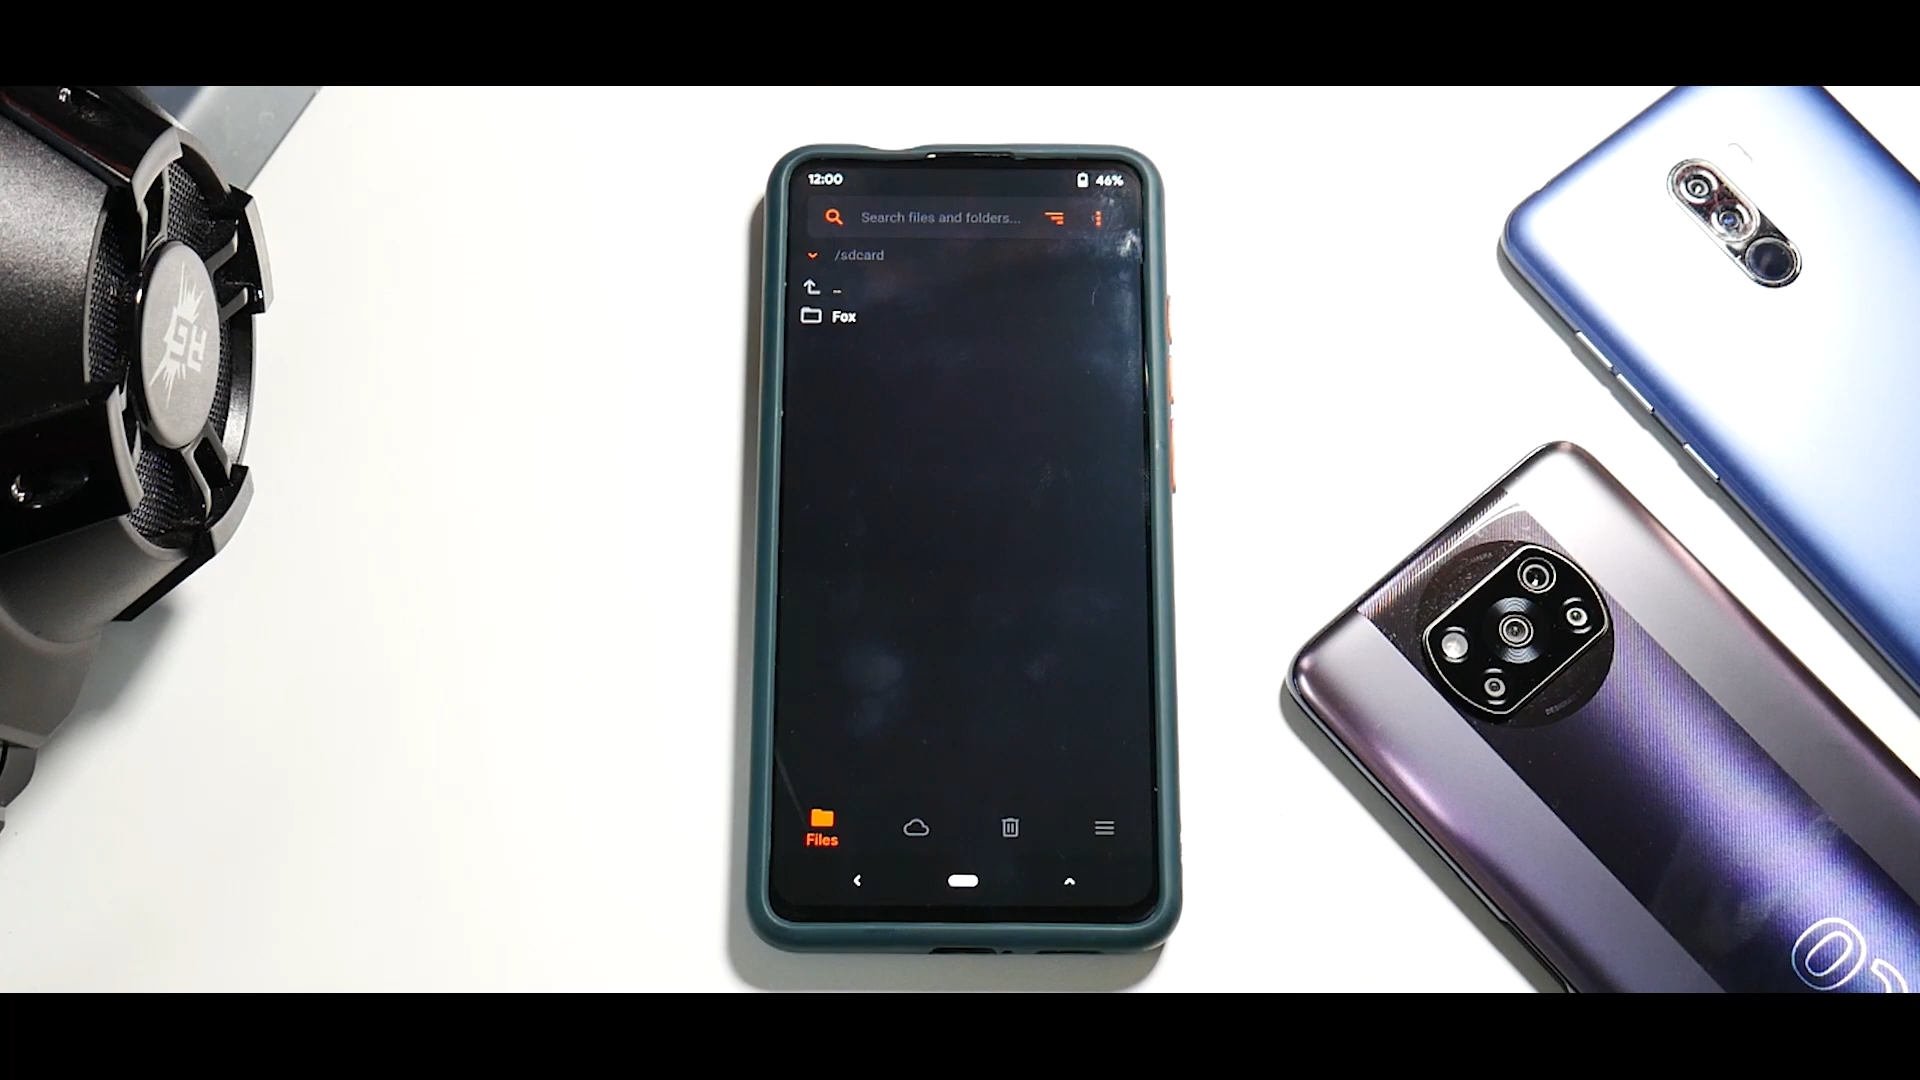 12:00
46%
Search files and folders...
/sdcard
..
Fox
Files